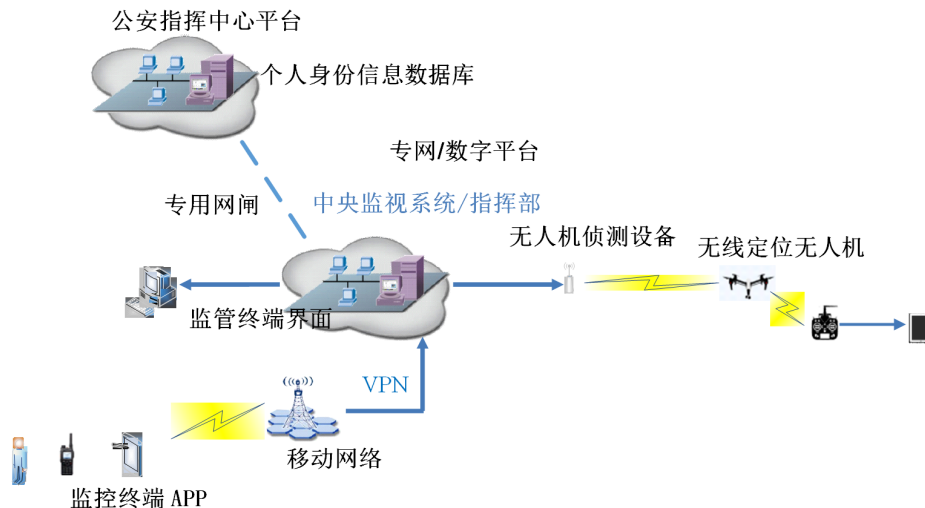 公安指挥中心平台
个人身份信息数据库
专网/数字平台
专用网闸
中央监视系统/指挥部
无人机侦测设备
无线定位无人机
监管终端界面
VPN
移动网络
监控终端 APP